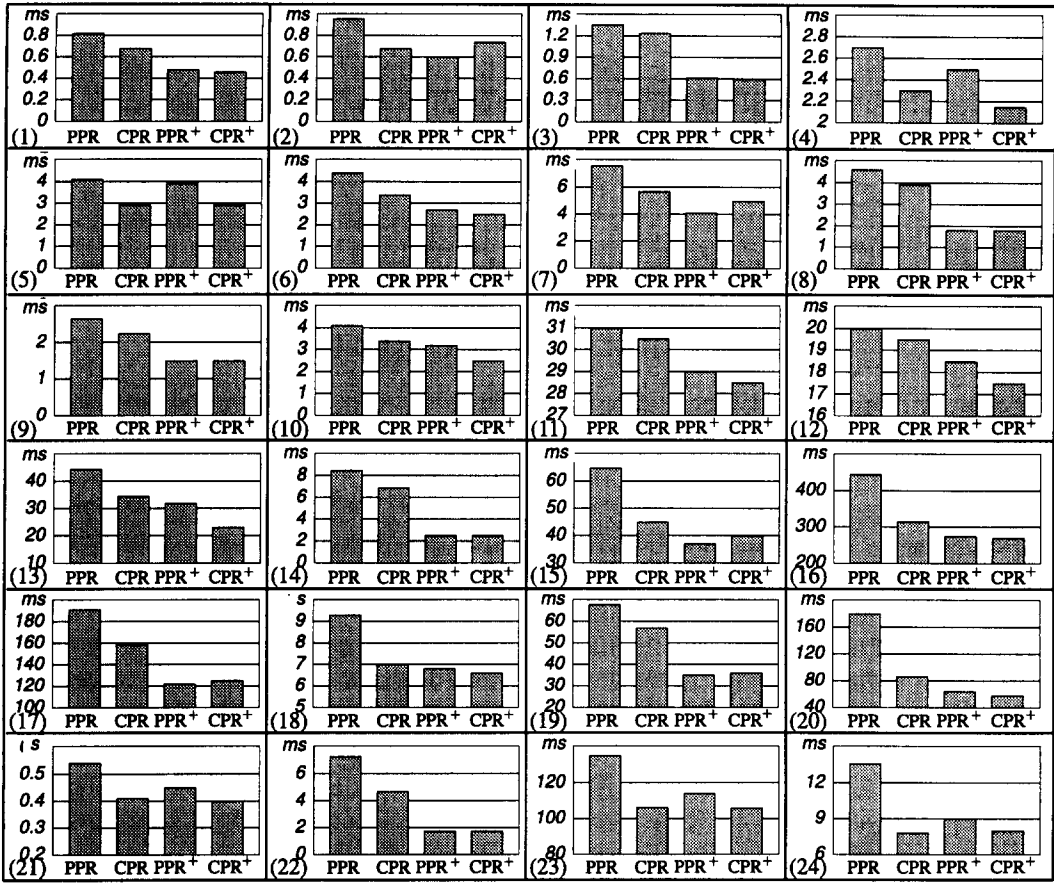 ms ms ms ms
1 1 1.2 2.8
0.8 0.8 0.9 2.6
0.6 0.6 0.6 2.4
0.4 0.4 0.3 2.2
0 0 0 2
(1) PPR CPR PPR+ CPR+ (2) PPR CPR PPR+ CPR+ (3) PPR CPR PPR+ CPR+ (4) PPR CPR PPR+ CPR+
ms ms ms ms
4 4 6 4
3 3 4 3
2 2 2 2
1 1 0 1
0 0 0
(5) PPR CPR PPR+ CPR+ (6) PPR CPR PPR+ CPR+ (7) PPR CPR PPR+ CPR+ (8) PPR CPR PPR+ CPR+
ms ms ms ms
2 4 31 20
1 3 30 19
0 2 29 18
1 28 17
0 27 16
(9) PPR CPR PPR+ CPR+ (10) PPR CPR PPR+ CPR+ (11) PPR CPR PPR+ CPR+ (12) PPR CPR PPR+ CPR+
ms ms ms ms
40 8 60 400
30 6 50 300
20 4 40 200
10 2 30
0
(13) PPR CPR PPR+ CPR+ (14) PPR CPR PPR+ CPR+ (15) PPR CPR PPR+ CPR+ (16) PPR CPR PPR+ CPR+
ms s ms ms
180 9 70 180
160 8 60 160
140 7 50 80
120 6 40 60
100 5 30 40
20
(17) PPR CPR PPR+ CPR+ (18) PPR CPR PPR+ CPR+ (19) PPR CPR PPR+ CPR+ (20) PPR CPR PPR+ CPR+
s ms ms ms
0.5 6 120 12
0.4 4 100 9
0.3 2 80 6
0.2 0
(21) PPR CPR PPR+ CPR+ (22) PPR CPR PPR+ CPR+ (23) PPR CPR PPR+ CPR+ (24) PPR CPR PPR+ CPR+